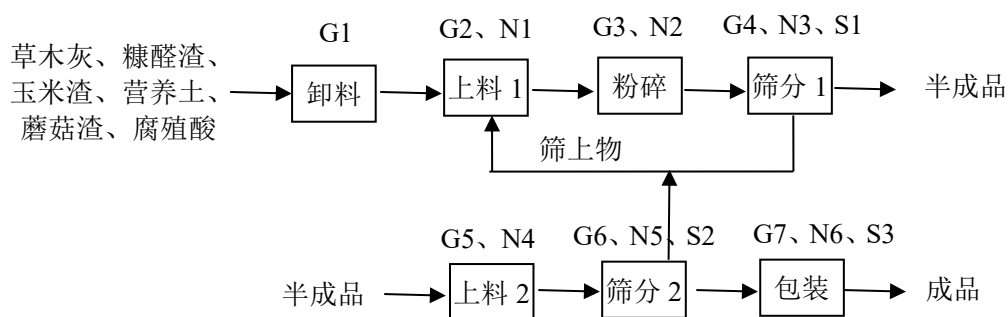 G1
G2、N1
G3、N2
G4、N3、S1
草木灰、糠醛渣、
玉米渣、营养土、
蘑菇渣、腐殖酸
卸料
上料 1
粉碎
筛分 1
半成品
筛上物
G5、N4
G6、N5、S2
G7、N6、S3
半成品
上料 2
筛分 2
包装
成品